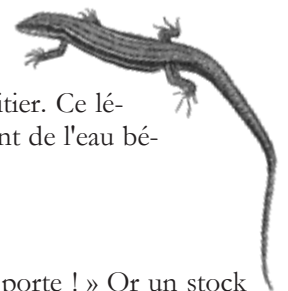 itier. Ce lé-
nt de l'eau bé-
porte ! » Or un stock